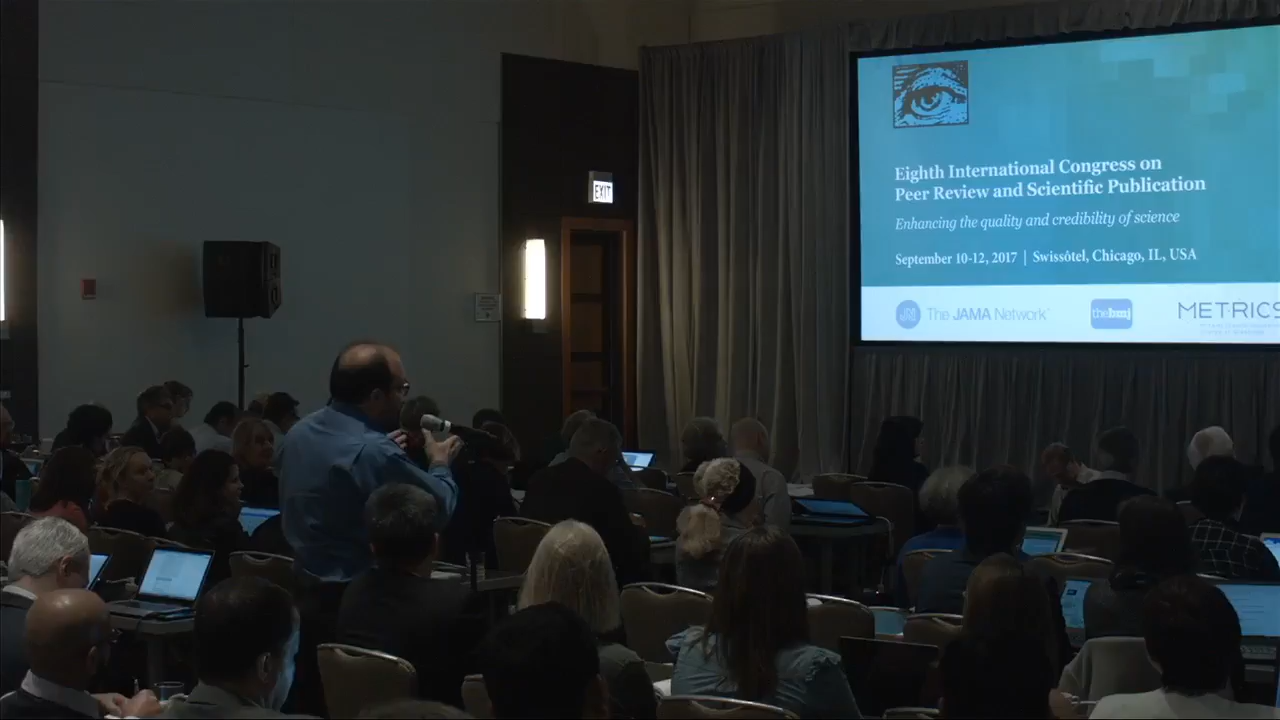 EXIT
Eighth International Congress on
Peer Review and Scientific Publication
Enhancing the quality and credibility of science
September 10-12, 2017 | Swissôtel, Chicago, IL, USA
The JAMA Network
thebmj
METRICS